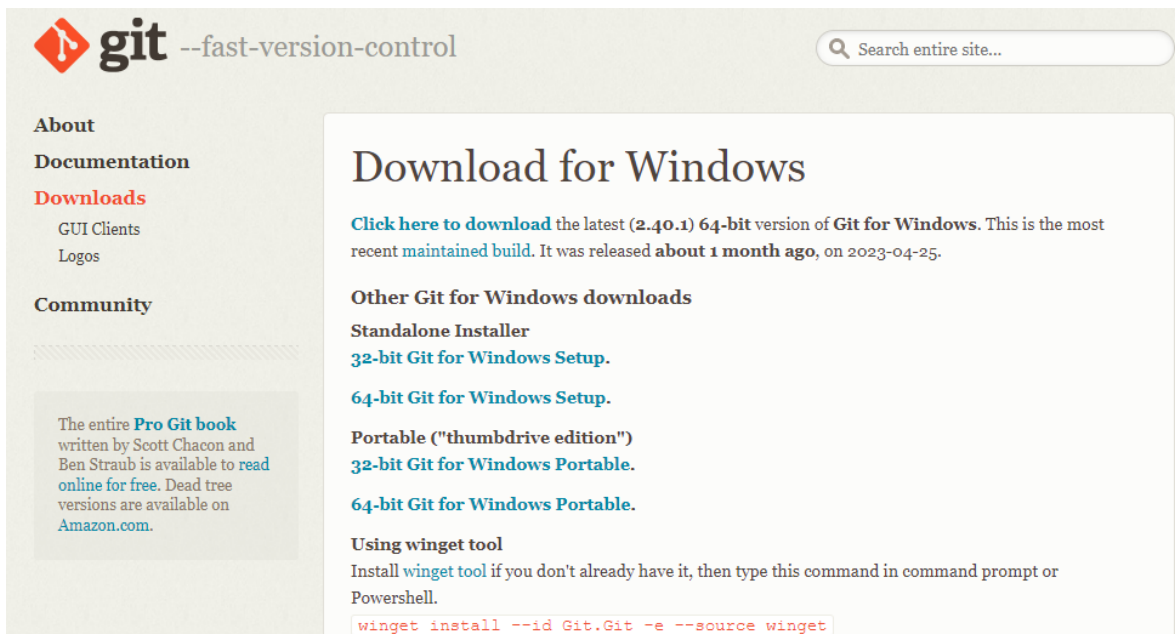 git --fast-version-control
Search entire site...
About
Documentation
Downloads
GUI Clients
Logos
Community
The entire Pro Git book
written by Scott Chacon and
Ben Straub is available to read
online for free. Dead tree
versions are available on
Amazon.com.
Download for Windows
Click here to download the latest (2.40.1) 64-bit version of Git for Windows. This is the most
recent maintained build. It was released about 1 month ago, on 2023-04-25.
Other Git for Windows downloads
Standalone Installer
32-bit Git for Windows Setup.
64-bit Git for Windows Setup.
Portable ("thumbdrive edition")
32-bit Git for Windows Portable.
64-bit Git for Windows Portable.
Using winget tool
Install winget tool if you don't already have it, then type this command in command prompt or
Powershell.
winget install --id Git.Git -e --source winget